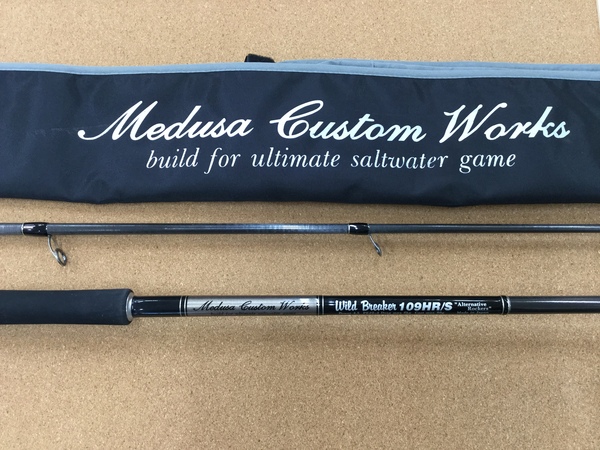 Medusa Custom Works
build for ultimate saltwater game
Medusa Custom Works
Wild Breaker 109HR/S "Alternative
Rockers"